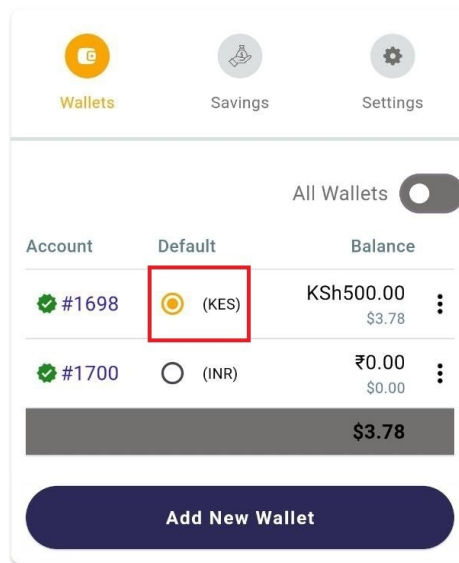 Wallets Savings Settings
All Wallets
Account Default Balance
#1698 (KES) KSh500.00
$3.78
#1700 (INR) ₹0.00
$0.00
$3.78
Add New Wallet